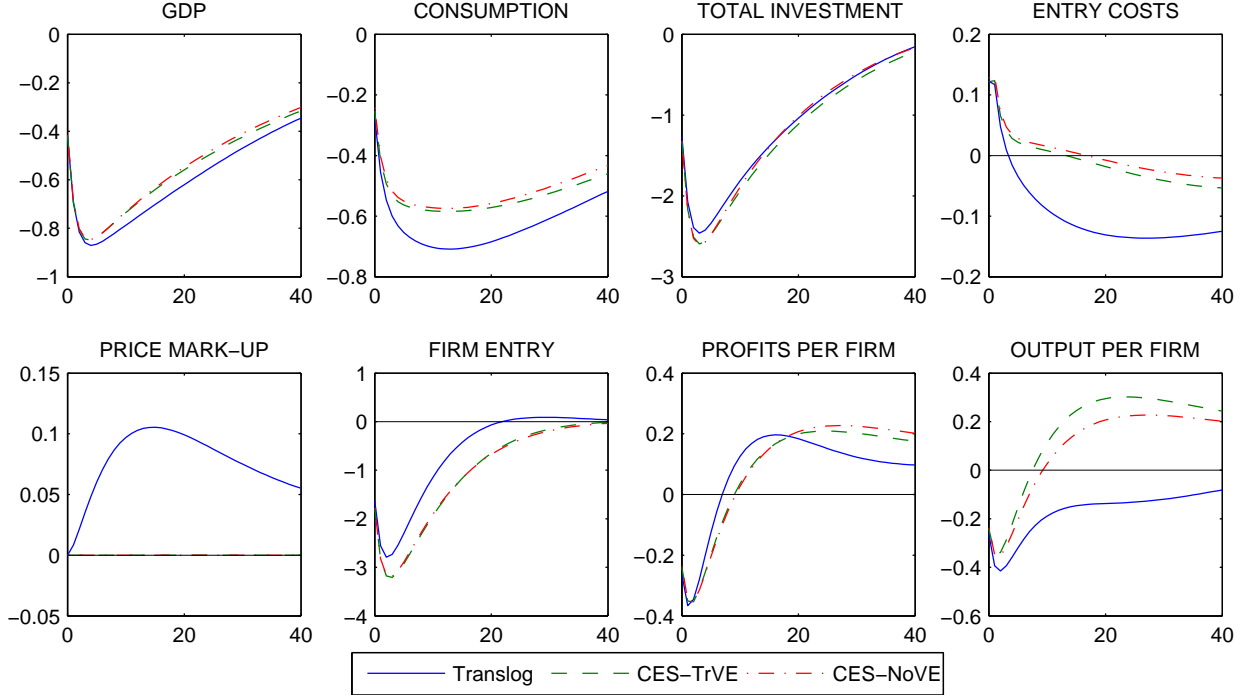 GDP CONSUMPTION TOTAL INVESTMENT ENTRY COSTS
0 0 0 0.2
−0.2 −0.2 −1 0.1
−0.4 −0.4 −2 0
−0.6 −0.6 −3 −0.1
−0.8 −0.8 −0.2
−1
0 20 40 0 20 40 0 20 40 0 20 40
PRICE MARK−UP FIRM ENTRY PROFITS PER FIRM OUTPUT PER FIRM
0.15 1 0.4 0.4
0.1 0 0.2 0.2
0.05 −1 0 0
0 −2 −0.2 −0.2
−0.05 −3 −0.4 −0.4
−4 −0.6
0 20 40 0 20 40 0 20 40 0 20 40
Translog CES−TrVE CES−NoVE